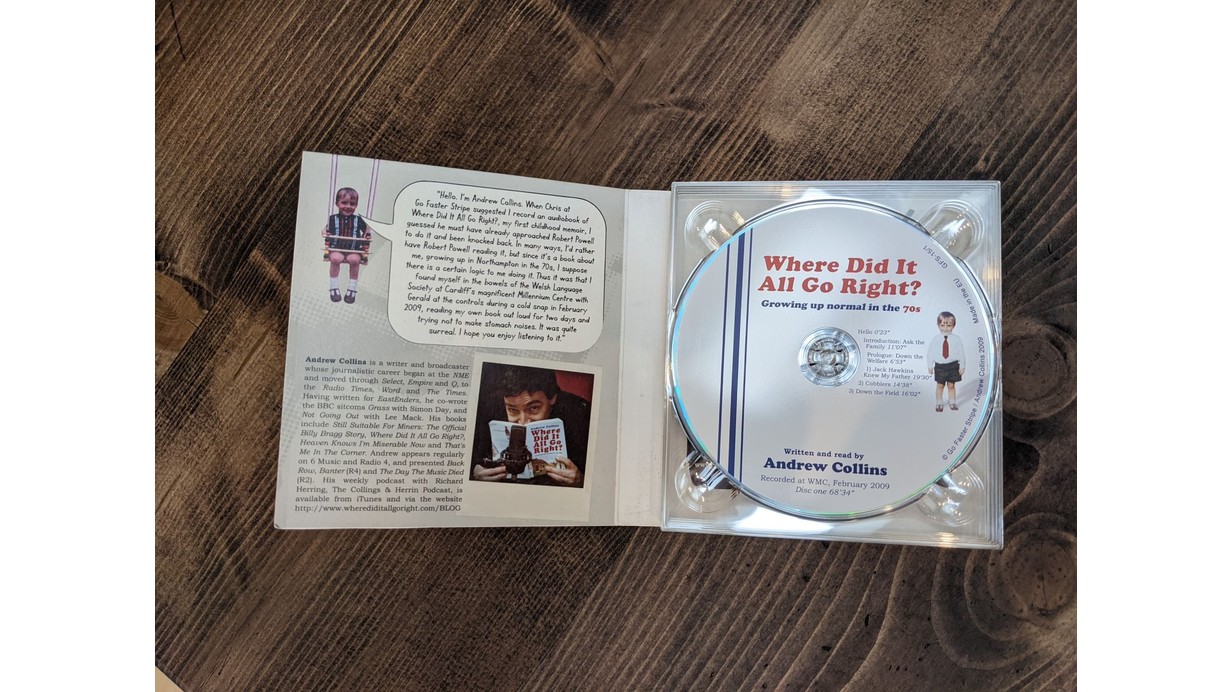 "Hello. I'm Andrew Collins. When Chris at
Go Faster Stripe suggested I record an audiobook of
Where Did It All Go Right?, my first childhood memoir, I
guessed he must have already approached Robert Powell
to do it and been knocked back. In many ways, I'd rather
have Robert Powell reading it, but since it's a book about
me, growing up in Northampton in the 70s, I suppose
there is a certain logic to me doing it. Thus it was that I
found myself in the bowels of the Welsh Language
Society at Cardiff's magnificent Millennium Centre with
Gerald at the controls during a cold snap in February
2009, reading my own book out loud for two days and
trying not to make stomach noises. It was quite
surreal. I hope you enjoy listening to it."
Andrew Collins is a writer and broadcaster
whose journalistic career began at the NME
and moved through Select, Empire and Q, to
the Radio Times, Word and The Times.
Having written for EastEnders, he co-wrote
the BBC sitcoms Grass with Simon Day, and
Not Going Out with Lee Mack. His books
include Still Suitable For Miners: The Official
Billy Bragg Story, Where Did It All Go Right?,
Heaven Knows I'm Miserable Now and That's
Me In The Corner. Andrew appears regularly
on 6 Music and Radio 4, and presented Back
Row, Banter (R4) and The Day The Music Died
(R2). His weekly podcast with Richard
Herring, The Collings & Herrin Podcast, is
available from iTunes and via the website
http://www.wherediditallgoright.com/BLOG
Andrew Collins
Where
Did It
All Go
Right?
Where Did It
All Go Right?
Growing up normal in the 70s
Hello 0'23"
Introduction: Ask the
Family 11'07"
Prologue: Down the
Welfare 6'53"
1) Jack Hawkins
Knew My Father 19'30"
2) Cobblers 14'38"
3) Down the Field 16'02"
Written and read by
Andrew Collins
Recorded at WMC, February 2009
Disc one 68'34"
GFS-15/1
Made in the EU
© Go Faster Stripe / Andrew Collins 2009